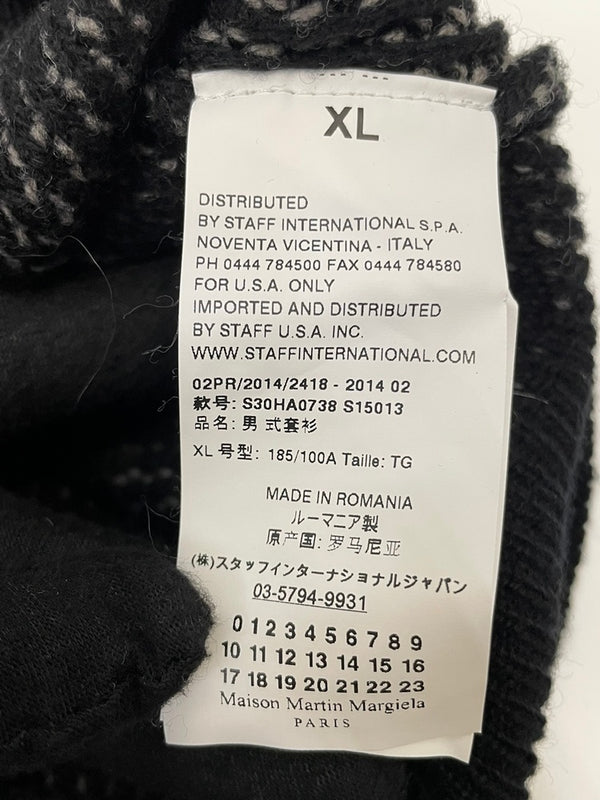 XL
DISTRIBUTED
BY STAFF INTERNATIONAL S.P.A.
NOVENTA VICENTINA - ITALY
PH 0444 784500 FAX 0444 784580
FOR U.S.A. ONLY
IMPORTED AND DISTRIBUTED
BY STAFF U.S.A. INC.
WWW.STAFFINTERNATIONAL.COM
02PR/2014/2418 - 2014 02
款号: S30HA0738 S15013
品名: 男 式套衫
XL 号型: 185/100A Taille: TG
MADE IN ROMANIA
ルーマニア製
原产国: 罗马尼亚
(株)スタッフインターナショナルジャパン
03-5794-9931
0 1 2 3 4 5 6 7 8 9
10 11 12 13 14 15 16
17 18 19 20 21 22 23
Maison Martin Margiela
PARIS